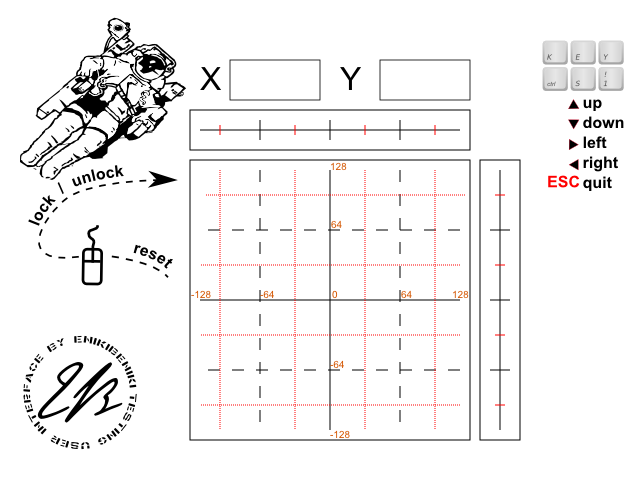 X Y
K E Y
ctrl S ! 1
up
down
left
right
ESC quit
lock / unlock
reset
128
64
-128 -64 0 64 128
-64
-128
INTERFACE BY ENIKIBENIKI TESTING USER